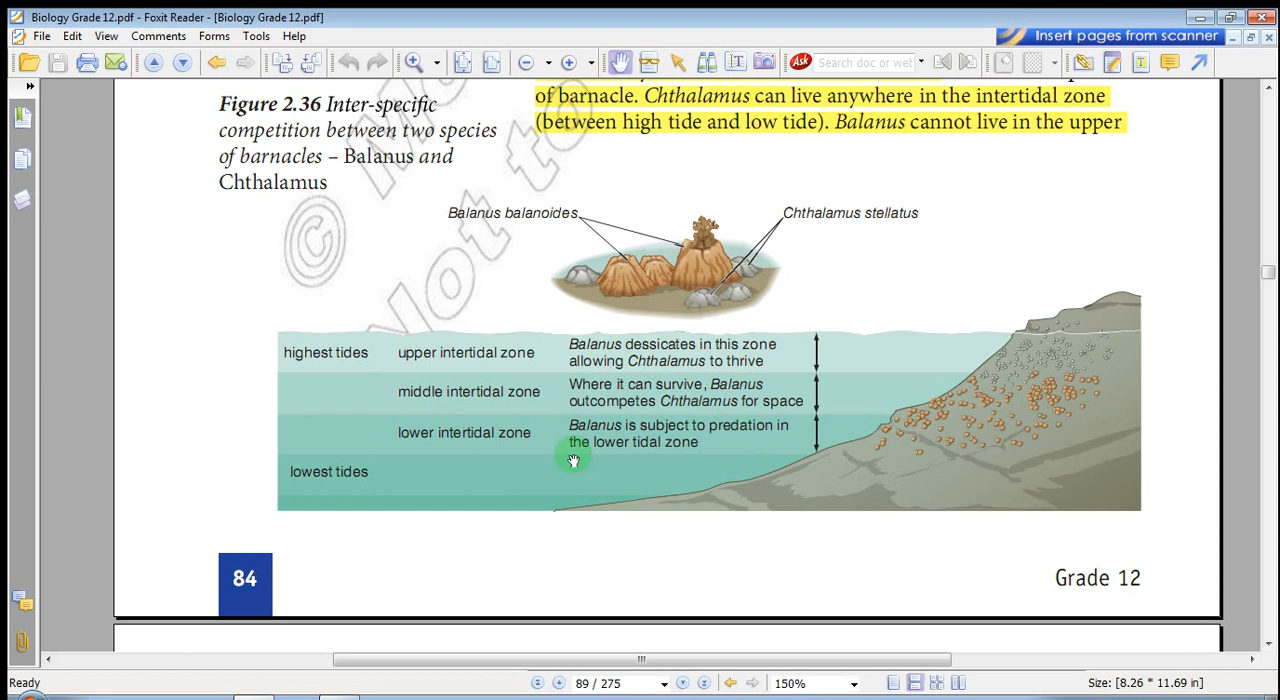 Biology Grade 12.pdf - Foxit Reader - [Biology Grade 12.pdf]
File Edit View Comments Forms Tools Help
Insert pages from scanner
Ask Search doc or wel
Figure 2.36 Inter-specific
competition between two species
of barnacles – Balanus and
Chthalamus
of barnacle. Chthalamus can live anywhere in the intertidal zone
(between high tide and low tide). Balanus cannot live in the upper
©
Not to
Balanus balanoides
Chthalamus stellatus
highest tides
upper intertidal zone
Balanus dessicates in this zone
allowing Chthalamus to thrive
middle intertidal zone
Where it can survive, Balanus
outcompetes Chthalamus for space
lower intertidal zone
Balanus is subject to predation in
the lower tidal zone
lowest tides
84
Grade 12
Ready
89 / 275
150%
Size: [8.26 * 11.69 in]